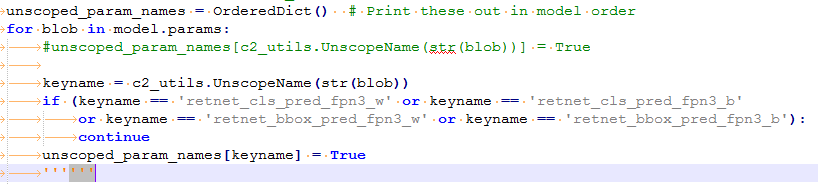 unscoped_param_names = OrderedDict()  # Print these out in model order
for blob in model.params:
#unscoped_param_names[c2_utils.UnscopeName(str(blob))] = True
keyname = c2_utils.UnscopeName(str(blob))
if (keyname == 'retnet_cls_pred_fpn3_w' or keyname == 'retnet_cls_pred_fpn3_b'
or keyname == 'retnet_bbox_pred_fpn3_w' or keyname == 'retnet_bbox_pred_fpn3_b'):
continue
unscoped_param_names[keyname] = True
''''''